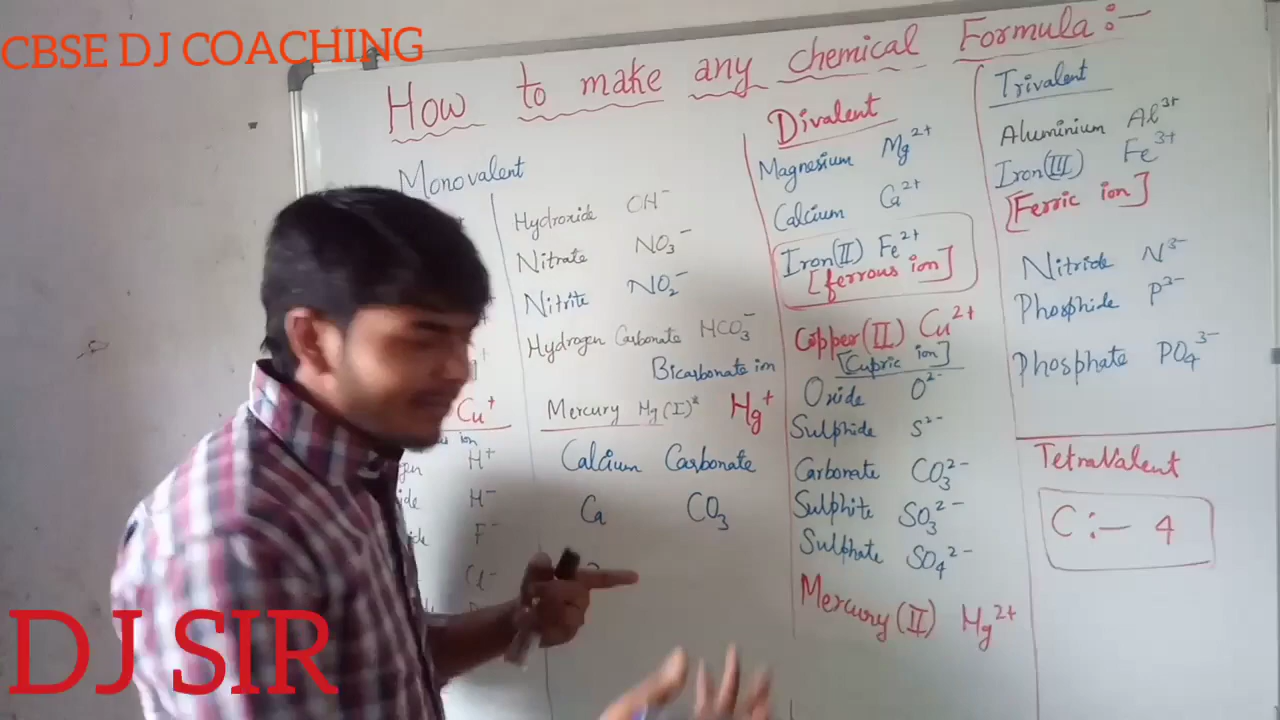 CBSE DJ COACHING
How to make any chemical Formula:-
Monovalent
Cu⁺
H⁺
H⁻
F⁻
Cl⁻
Hydroxide OH⁻
Nitrate NO₃⁻
Nitrite NO₂⁻
Hydrogen Carbonate HCO₃⁻
Bicarbonate ion
Mercury Hg(I)* Hg⁺
Calcium Carbonate
Ca CO₃
Divalent
Magnesium Mg²⁺
Calcium Ca²⁺
Iron(II) Fe²⁺
[ferrous ion]
Copper(II) Cu²⁺
[Cupric ion]
Oxide O²⁻
Sulphide S²⁻
Carbonate CO₃²⁻
Sulphite SO₃²⁻
Sulphate SO₄²⁻
Mercury(II) Hg²⁺
Trivalent
Aluminium Al³⁺
Iron(III) Fe³⁺
[Ferric ion]
Nitride N³⁻
Phosphide P³⁻
Phosphate PO₄³⁻
TetraValent
C:- 4
DJ SIR